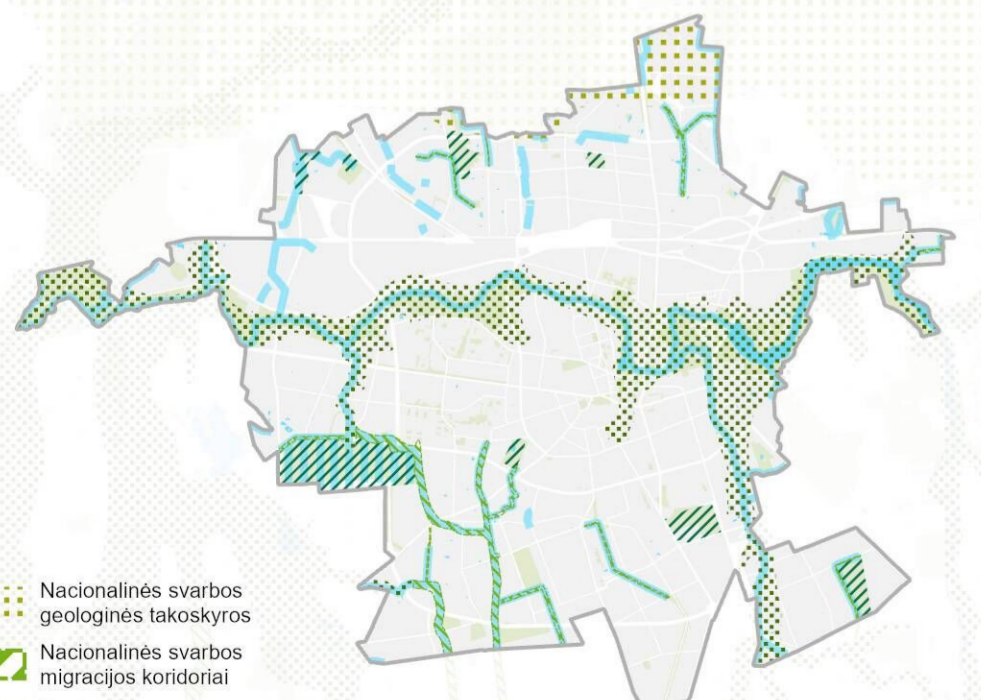 Nacionalinės svarbos
geologinės takoskyros
Nacionalinės svarbos
migracijos koridoriai